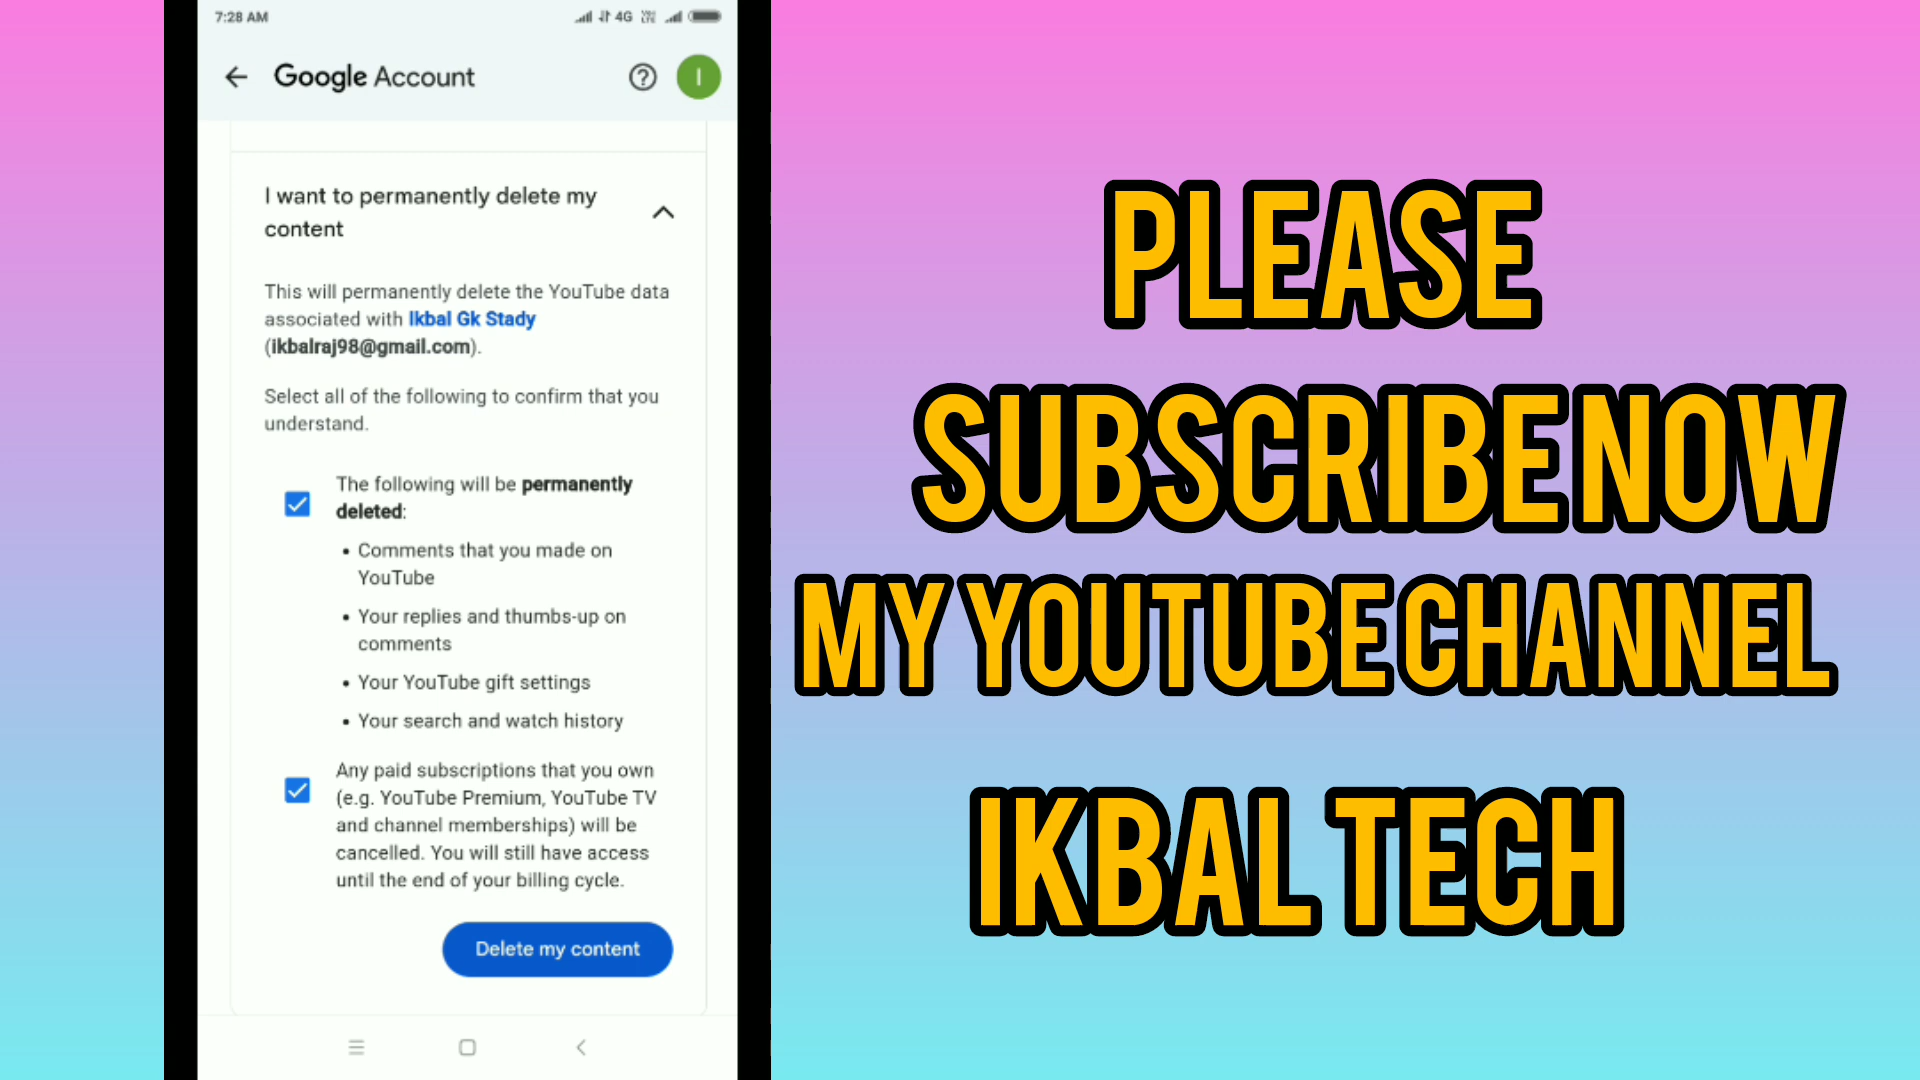 7:28 AM
4G
Vo LTE
Google Account
I
I want to permanently delete my
content
This will permanently delete the YouTube data
associated with Ikbal Gk Stady
(ikbalraj98@gmail.com).
Select all of the following to confirm that you
understand.
The following will be permanently
deleted:
• Comments that you made on
YouTube
• Your replies and thumbs-up on
comments
• Your YouTube gift settings
• Your search and watch history
Any paid subscriptions that you own
(e.g. YouTube Premium, YouTube TV
and channel memberships) will be
cancelled. You will still have access
until the end of your billing cycle.
Delete my content
PLEASE
SUBSCRIBE NOW
MY YOUTUBE CHANNEL
IKBAL TECH